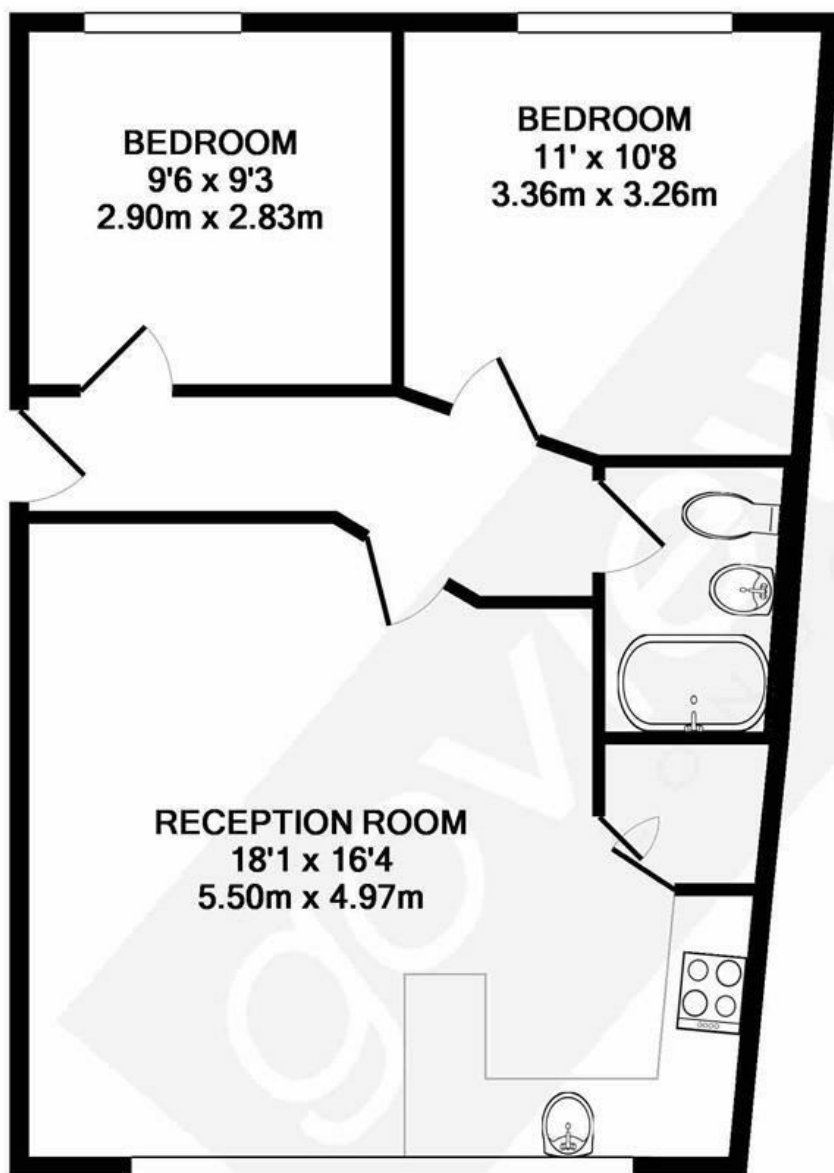 BEDROOM
9'6 x 9'3
2.90m x 2.83m
BEDROOM
11' x 10'8
3.36m x 3.26m
RECEPTION ROOM
18'1 x 16'4
5.50m x 4.97m
goview